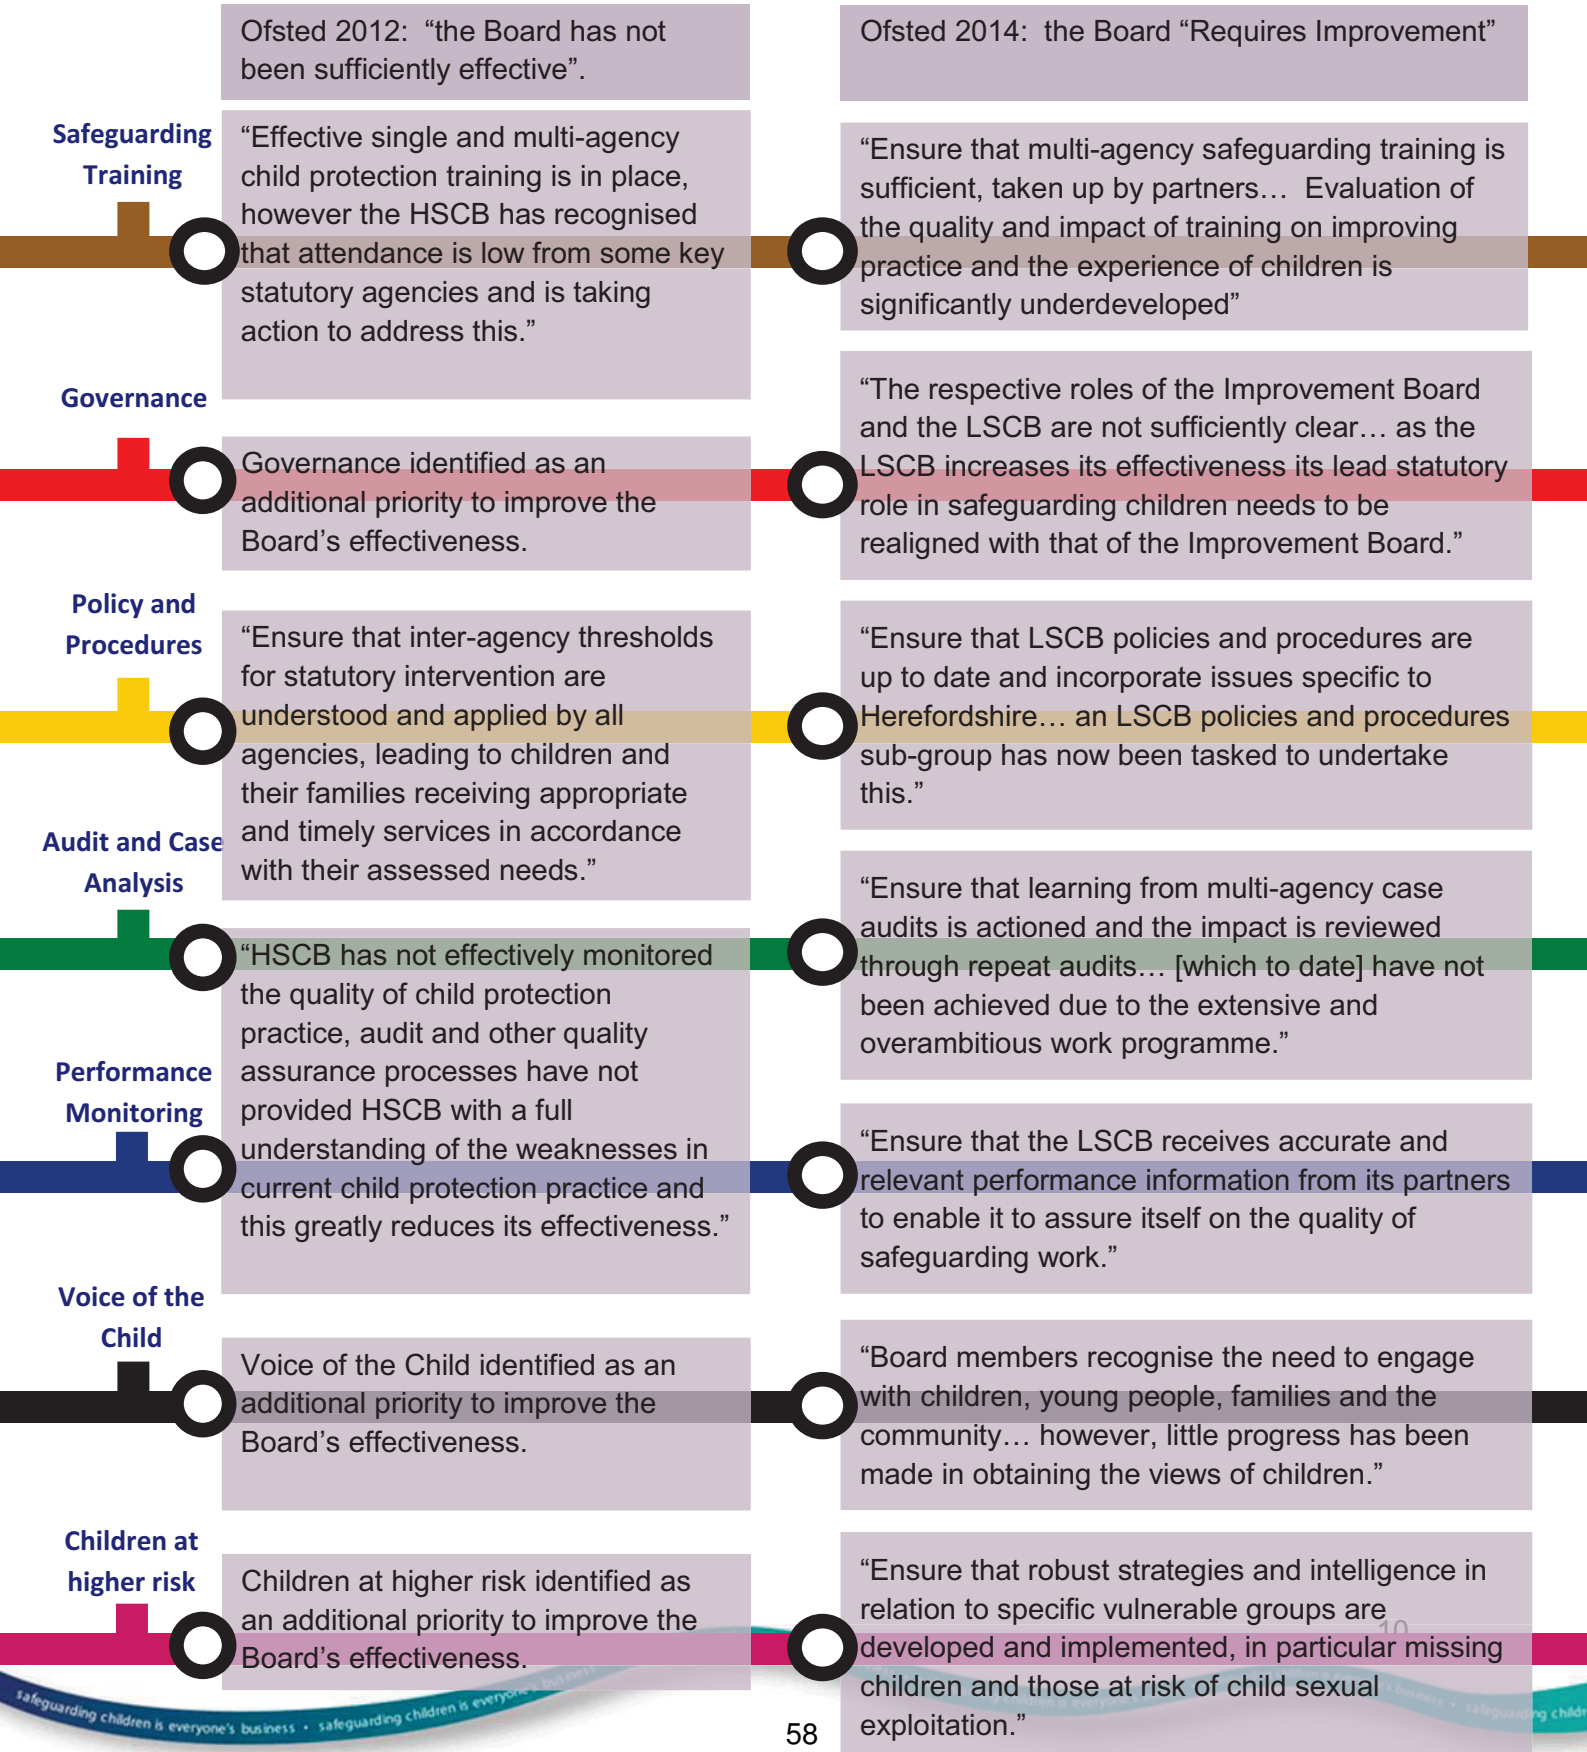 Ofsted 2012:  “the Board has not
been sufficiently effective”.
Ofsted 2014:  the Board “Requires Improvement”
Safeguarding
Training
“Effective single and multi-agency
child protection training is in place,
however the HSCB has recognised
that attendance is low from some key
statutory agencies and is taking
action to address this.”
“Ensure that multi-agency safeguarding training is
sufficient, taken up by partners…  Evaluation of
the quality and impact of training on improving
practice and the experience of children is
significantly underdeveloped”
Governance
Governance identified as an
additional priority to improve the
Board’s effectiveness.
“The respective roles of the Improvement Board
and the LSCB are not sufficiently clear… as the
LSCB increases its effectiveness its lead statutory
role in safeguarding children needs to be
realigned with that of the Improvement Board.”
Policy and
Procedures
“Ensure that inter-agency thresholds
for statutory intervention are
understood and applied by all
agencies, leading to children and
their families receiving appropriate
and timely services in accordance
with their assessed needs.”
“Ensure that LSCB policies and procedures are
up to date and incorporate issues specific to
Herefordshire… an LSCB policies and procedures
sub-group has now been tasked to undertake
this.”
Audit and Case
Analysis
“HSCB has not effectively monitored
the quality of child protection
practice, audit and other quality
assurance processes have not
provided HSCB with a full
understanding of the weaknesses in
current child protection practice and
this greatly reduces its effectiveness.”
“Ensure that learning from multi-agency case
audits is actioned and the impact is reviewed
through repeat audits… [which to date] have not
been achieved due to the extensive and
overambitious work programme.”
Performance
Monitoring
“Ensure that the LSCB receives accurate and
relevant performance information from its partners
to enable it to assure itself on the quality of
safeguarding work.”
Voice of the
Child
Voice of the Child identified as an
additional priority to improve the
Board’s effectiveness.
“Board members recognise the need to engage
with children, young people, families and the
community… however, little progress has been
made in obtaining the views of children.”
Children at
higher risk
Children at higher risk identified as
an additional priority to improve the
Board’s effectiveness.
“Ensure that robust strategies and intelligence in
relation to specific vulnerable groups are
developed and implemented, in particular missing
children and those at risk of child sexual
exploitation.”
10
safeguarding children is everyone's business • safeguarding children is everyone's business
58